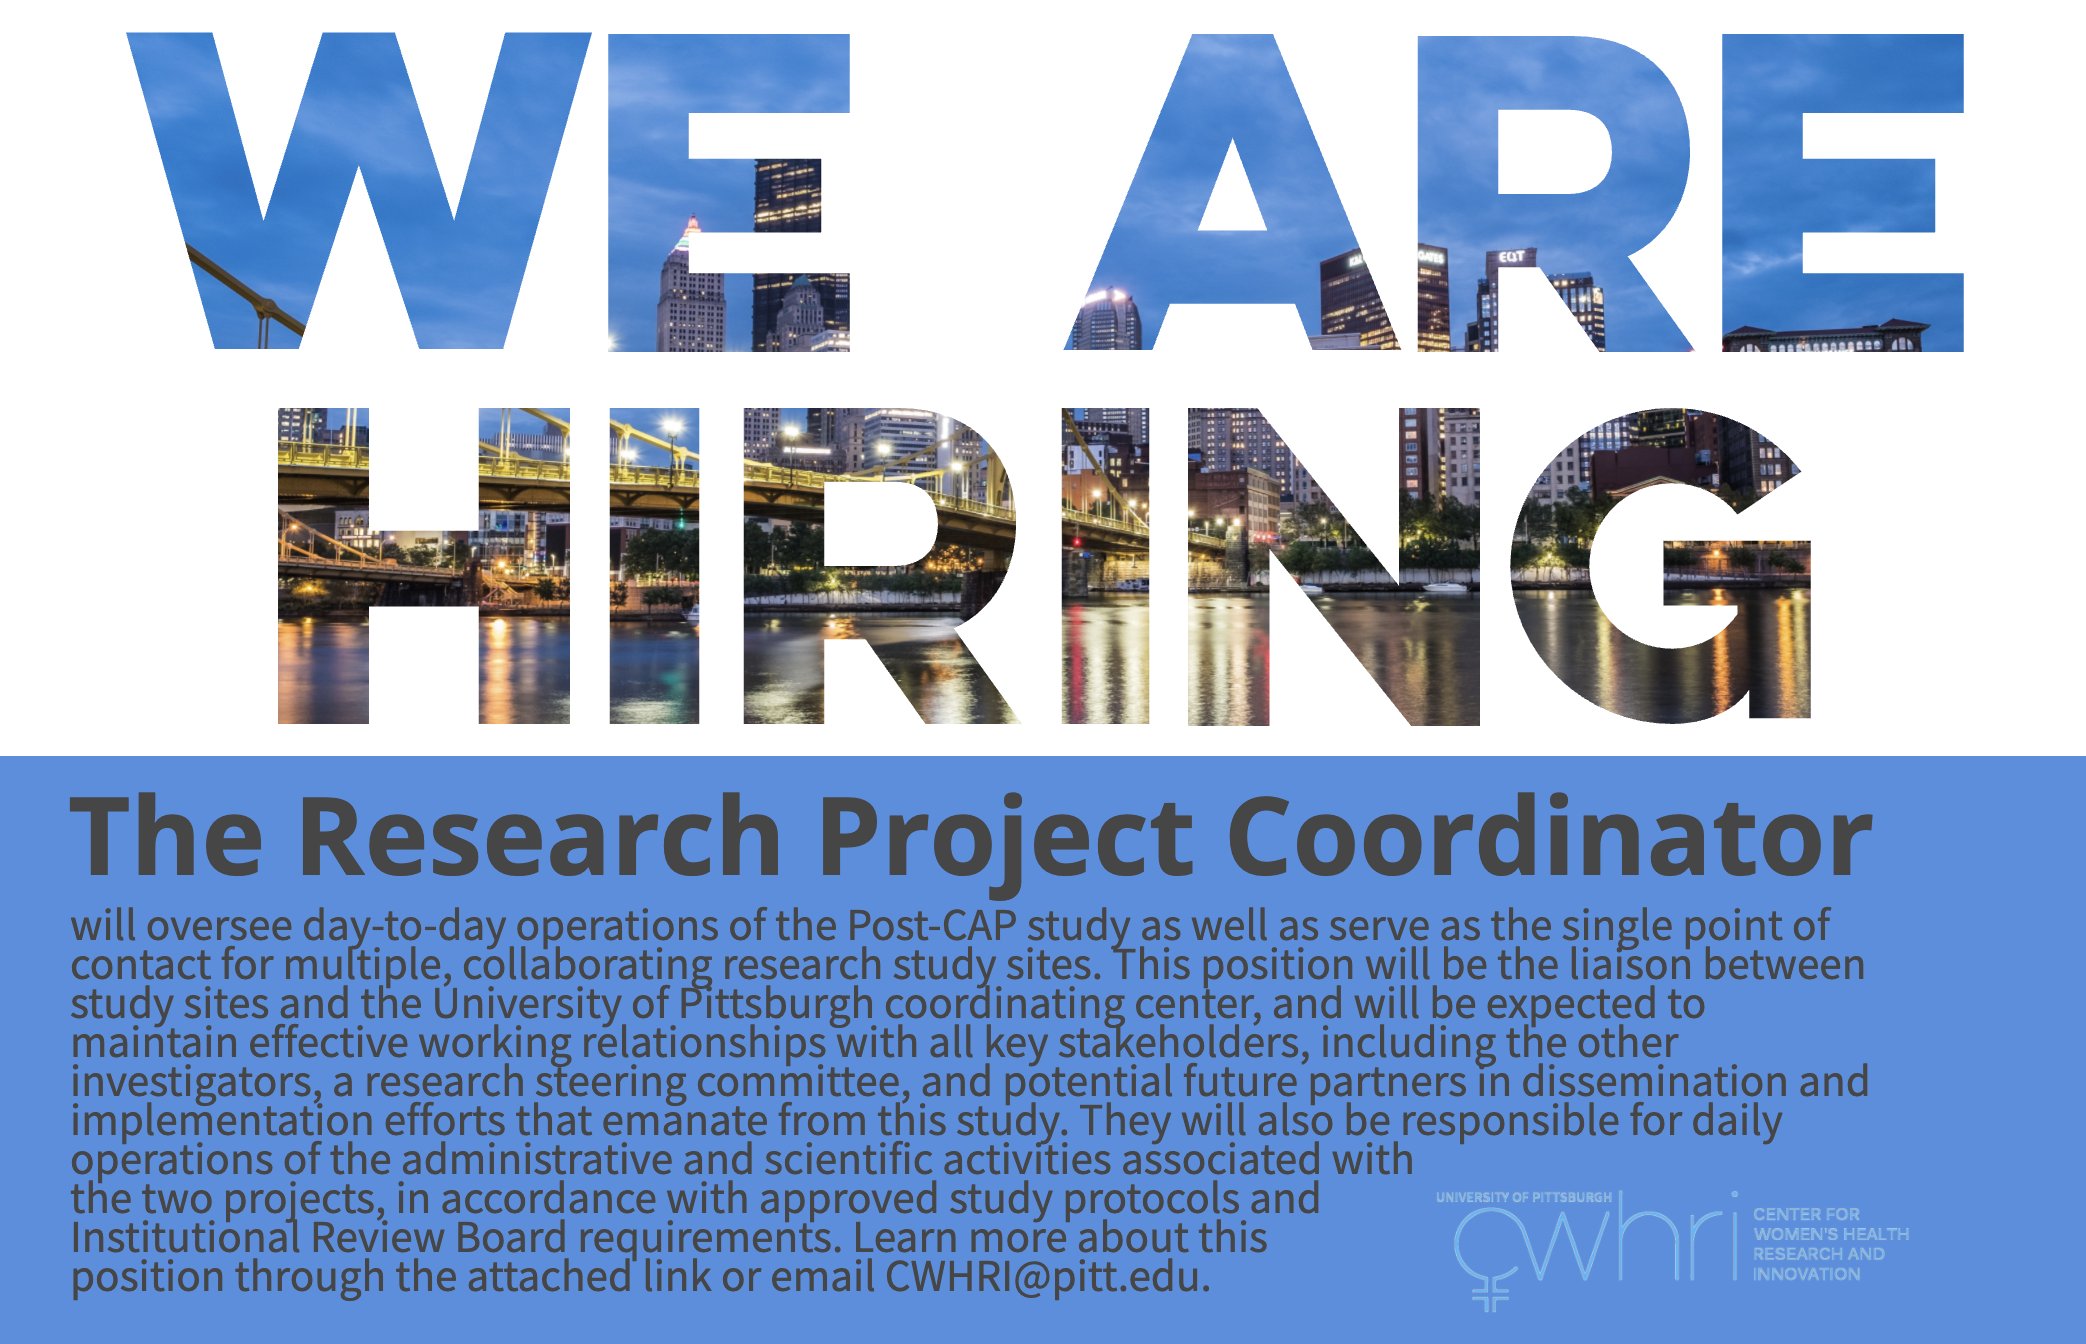 WE ARE
HIRING
EQT
The Research Project Coordinator
will oversee day-to-day operations of the Post-CAP study as well as serve as the single point of
contact for multiple, collaborating research study sites. This position will be the liaison between
study sites and the University of Pittsburgh coordinating center, and will be expected to
maintain effective working relationships with all key stakeholders, including the other
investigators, a research steering committee, and potential future partners in dissemination and
implementation efforts that emanate from this study. They will also be responsible for daily
operations of the administrative and scientific activities associated with
the two projects, in accordance with approved study protocols and
Institutional Review Board requirements. Learn more about this
position through the attached link or email CWHRI@pitt.edu.
UNIVERSITY OF PITTSBURGH
cwhri
CENTER FOR
WOMEN'S HEALTH
RESEARCH AND
INNOVATION